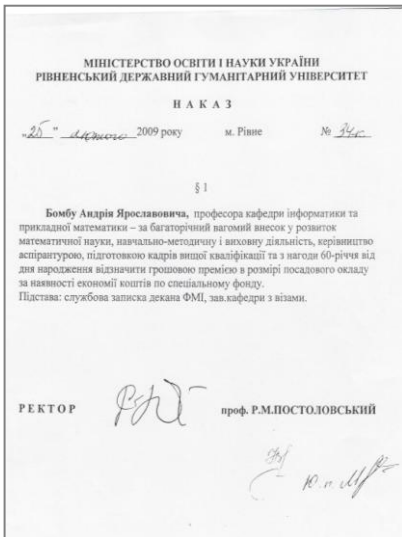 МІНІСТЕРСТВО ОСВІТИ І НАУКИ УКРАЇНИ
РІВНЕНСЬКИЙ ДЕРЖАВНИЙ ГУМАНІТАРНИЙ УНІВЕРСИТЕТ
Н А К А З
„25" лютого 2009 року м. Рівне №
§ 1
Бомбу Андрія Ярославовича, професора кафедри інформатики та
прикладної математики – за багаторічний вагомий внесок у розвиток
математичної науки, навчально-методичну і виховну діяльність, керівництво
аспірантурою, підготовкою кадрів вищої кваліфікації та з нагоди 60-річчя від
дня народження відзначити грошовою премією в розмірі посадового окладу
за наявності економії коштів по спеціальному фонду.
Підстава: службова записка декана ФМІ, зав.кафедри з візами.
РЕКТОР проф. Р.М.ПОСТОЛОВСЬКИЙ